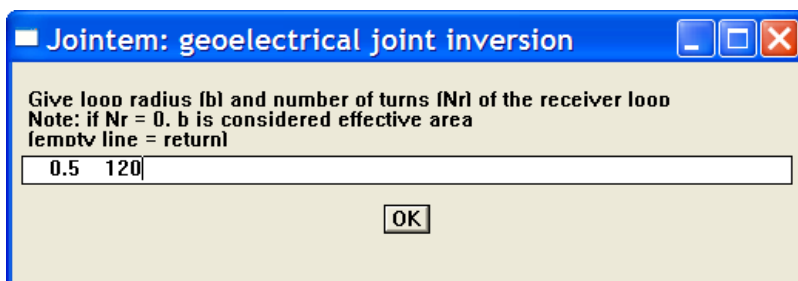 Jointem: geoelectrical joint inversion
Give loop radius (b) and number of turns (Nr) of the receiver loop
Note: if Nr = 0. b is considered effective area
(empty line = return)
0.5 120
OK